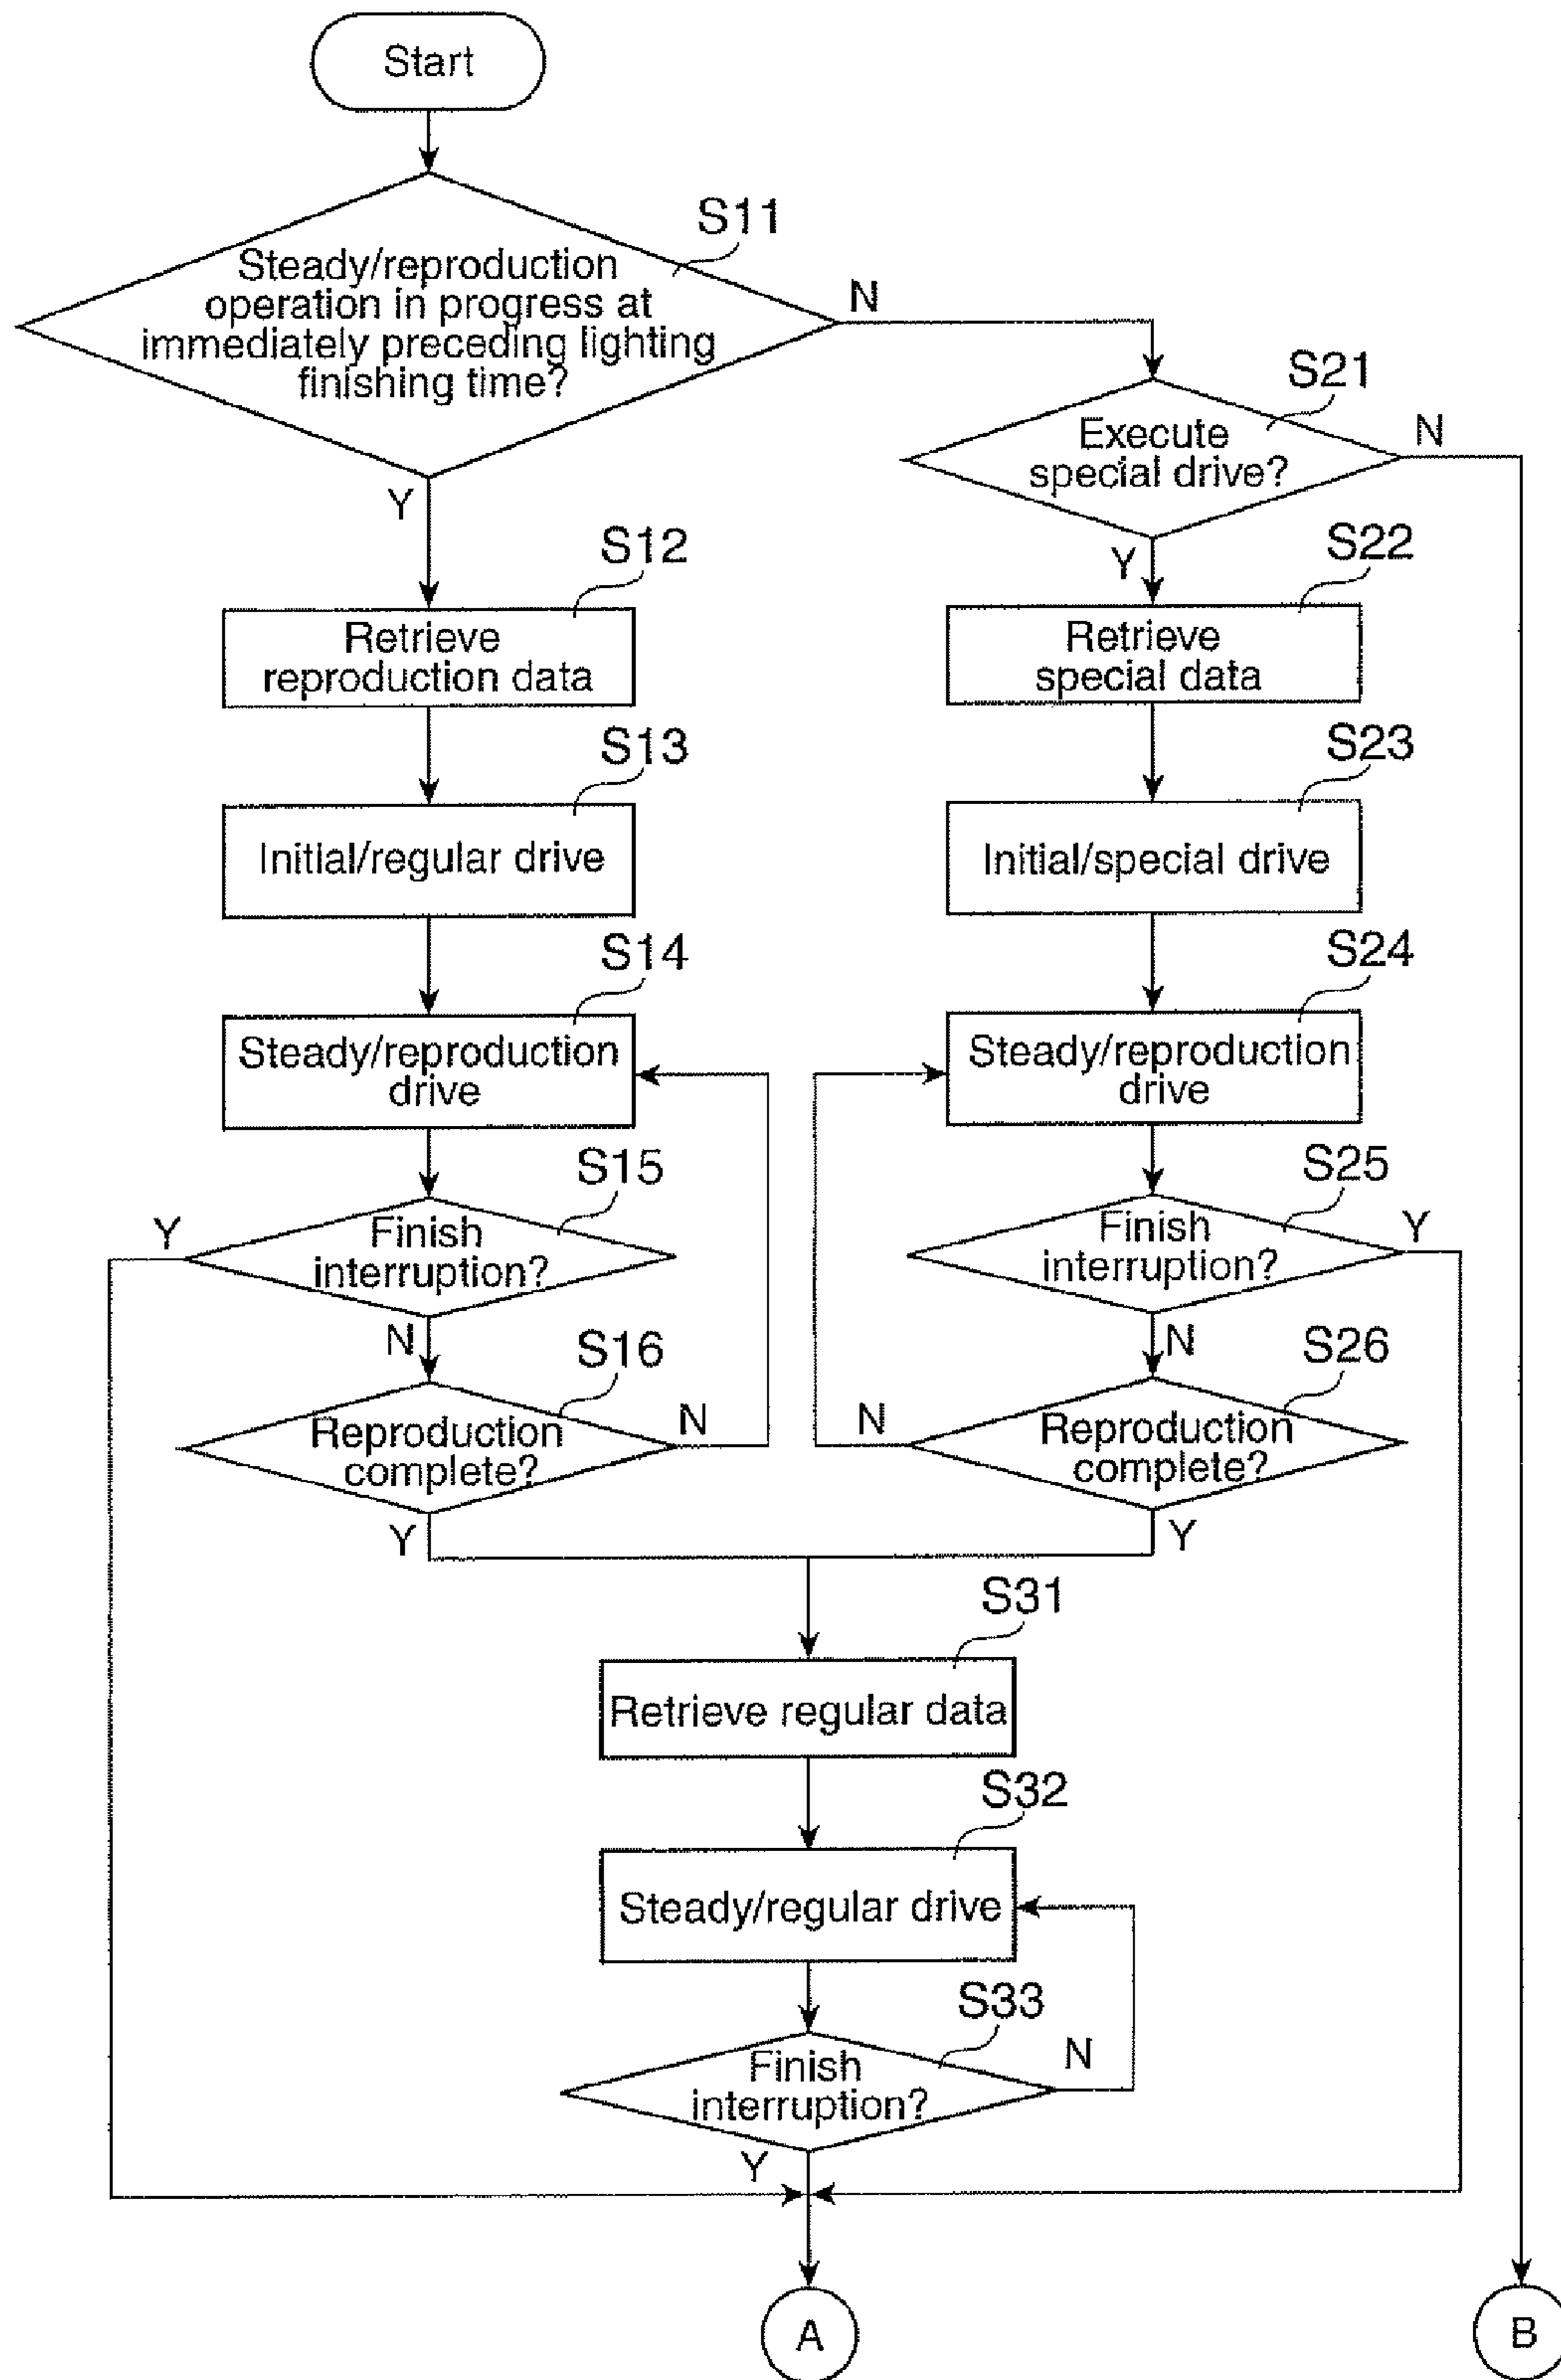 Start
S11
Steady/reproduction
operation in progress at
immediately preceding lighting
finishing time?
N
Y
S21
Execute
special drive?
N
Y
S12
Retrieve
reproduction data
S22
Retrieve
special data
S13
Initial/regular drive
S23
Initial/special drive
S14
Steady/reproduction
drive
S24
Steady/reproduction
drive
S15
Finish
interruption?
Y
N
S25
Finish
interruption?
Y
N
S16
Reproduction
complete?
N
Y
S26
Reproduction
complete?
N
Y
S31
Retrieve regular data
S32
Steady/regular drive
S33
Finish
interruption?
N
Y
A
B